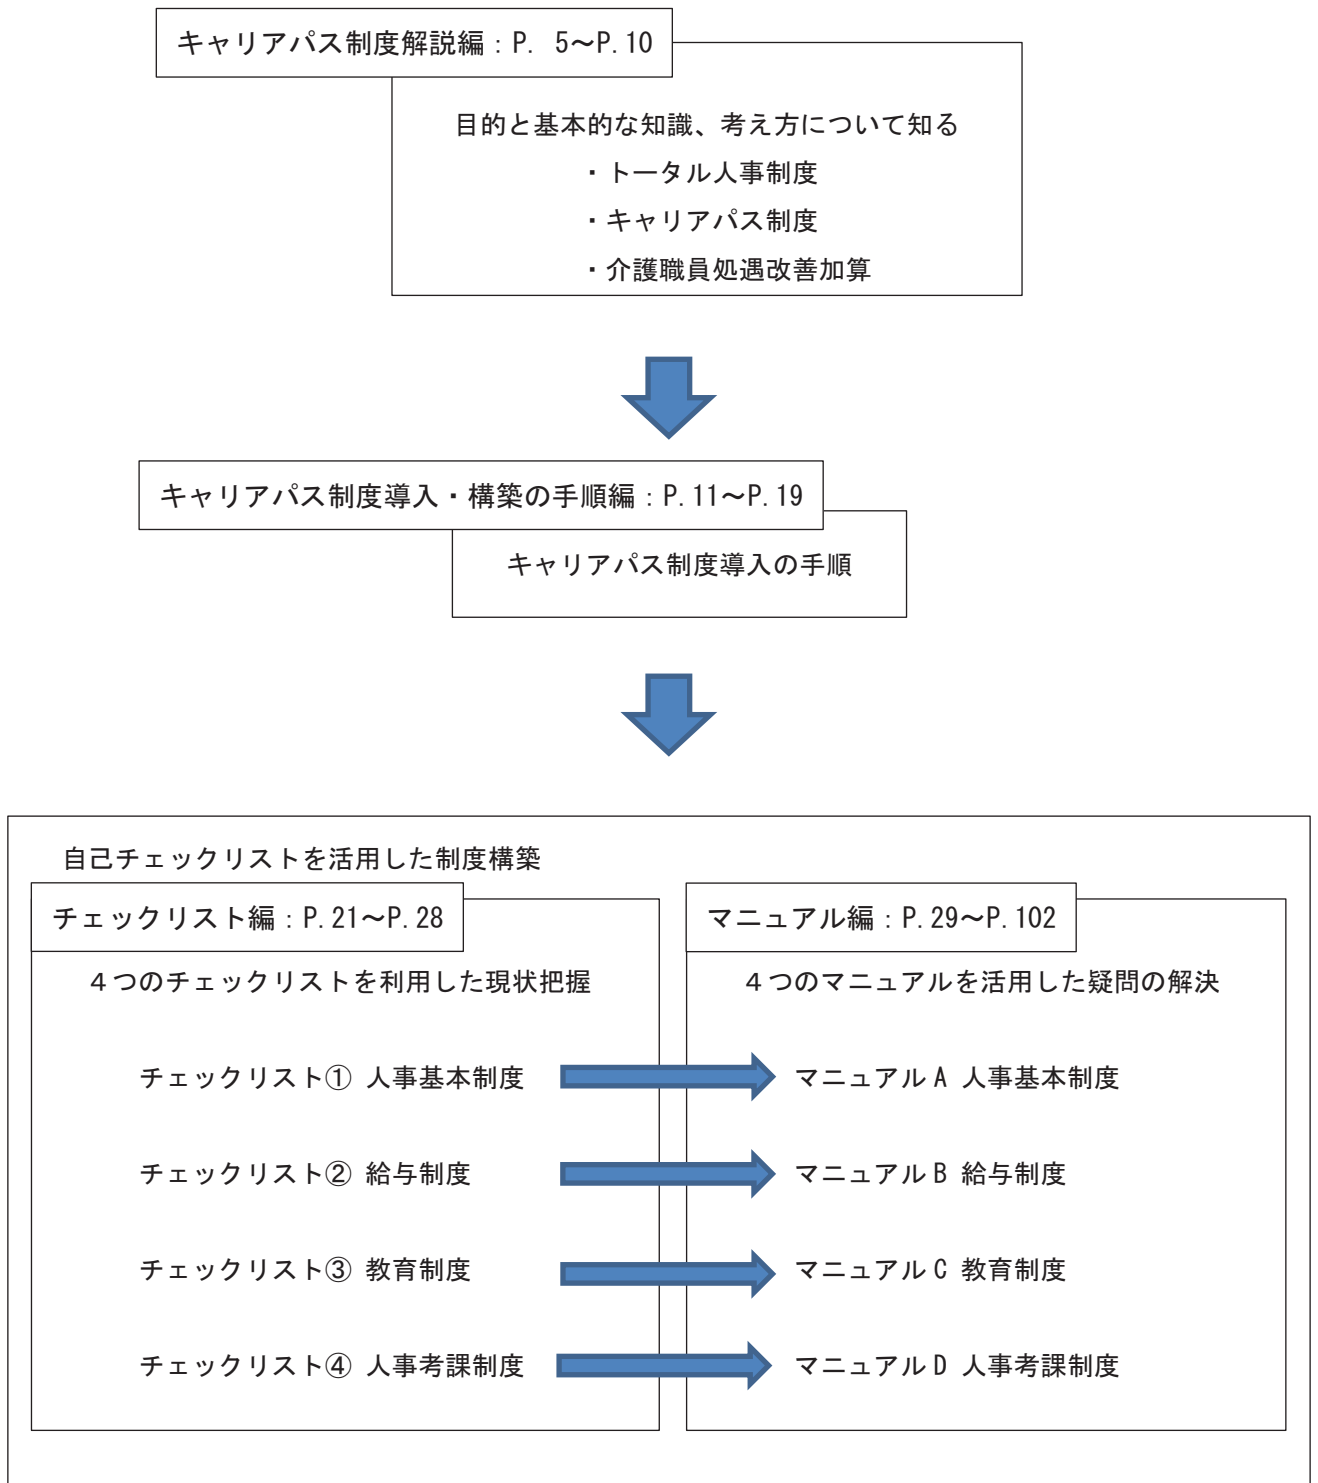 キャリアパス制度解説編：P. 5～P.10
目的と基本的な知識、考え方について知る
・トータル人事制度
・キャリアパス制度
・介護職員処遇改善加算
キャリアパス制度導入・構築の手順編：P.11～P.19
キャリアパス制度導入の手順
自己チェックリストを活用した制度構築
チェックリスト編：P.21～P.28
４つのチェックリストを利用した現状把握
チェックリスト① 人事基本制度
チェックリスト② 給与制度
チェックリスト③ 教育制度
チェックリスト④ 人事考課制度
マニュアル編：P.29～P.102
４つのマニュアルを活用した疑問の解決
マニュアルA 人事基本制度
マニュアルB 給与制度
マニュアルC 教育制度
マニュアルD 人事考課制度